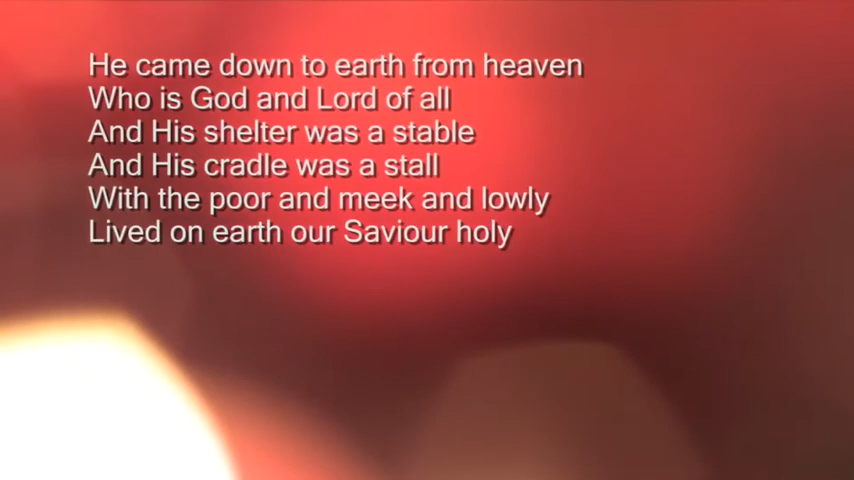 He came down to earth from heaven
Who is God and Lord of all
And His shelter was a stable
And His cradle was a stall
With the poor and meek and lowly
Lived on earth our Saviour holy